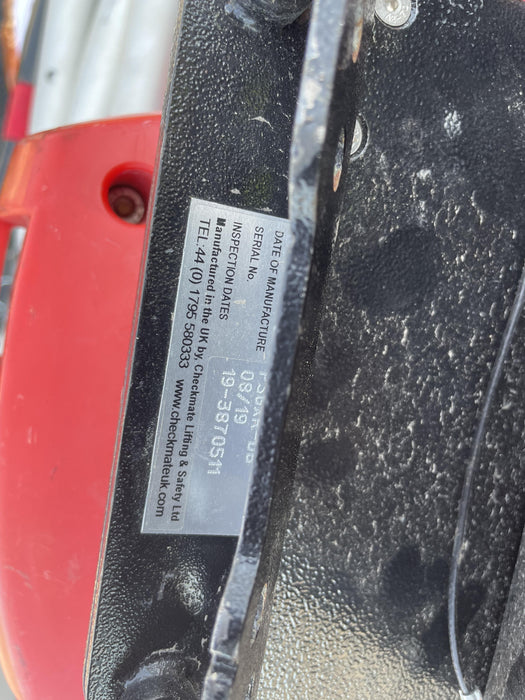 DATE OF MANUFACTURE
08/19
SERIAL No.
19-3870511
INSPECTION DATES
Manufactured in the UK by, Checkmate Lifting & Safety Ltd
TEL:44 (0) 1795 580333 www.checkmateuk.com